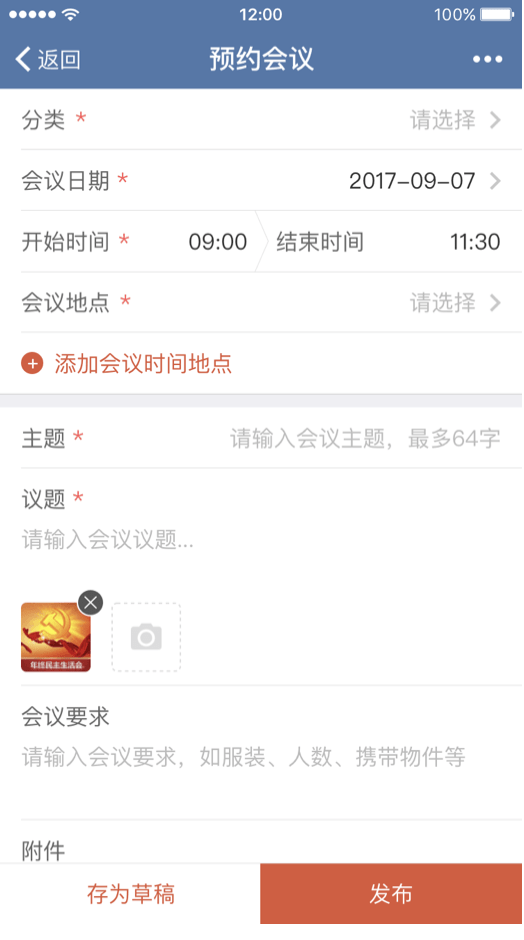 12:00
100%
返回
预约会议
分类 *
请选择
会议日期 *
2017-09-07
开始时间 *
09:00
结束时间
11:30
会议地点 *
请选择
添加会议时间地点
主题 *
请输入会议主题，最多64字
议题 *
请输入会议议题...
年终民主生活会
会议要求
请输入会议要求，如服装、人数、携带物件等
附件
存为草稿
发布